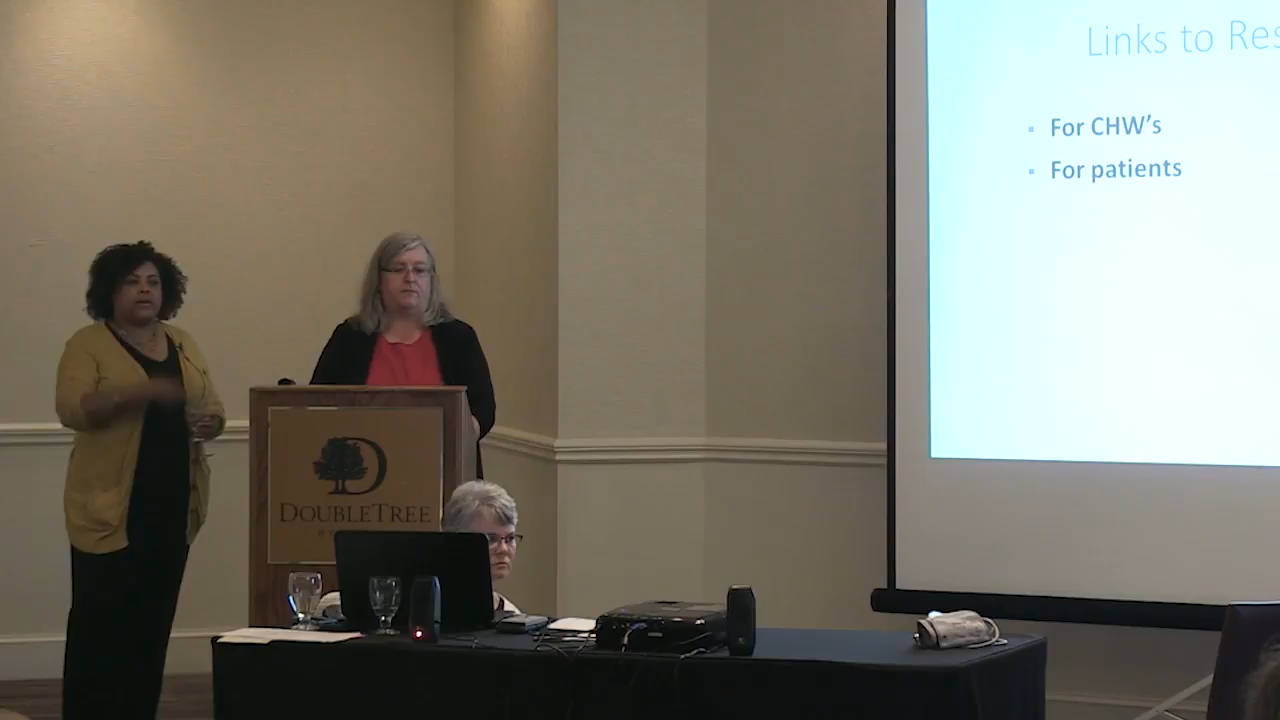 Links to Res
▪ For CHW's
▪ For patients
D
DOUBLETREE